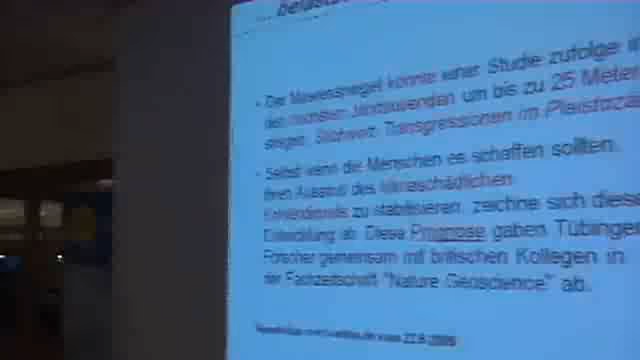 • Der Meeresspiegel könnte einer Studie zufolge in
den nächsten Jahrtausenden um bis zu 25 Meter
steigen. Stichwort: Transgressionen im Pleistozän
• Selbst wenn die Menschen es schaffen sollten,
ihren Ausstoß des klimaschädlichen
Kohlendioxids zu stabilisieren, zeichne sich diese
Entwicklung ab. Diese Prognose gaben Tübinger
Forscher gemeinsam mit britischen Kollegen in
der Fachzeitschrift "Nature Geoscience" ab.